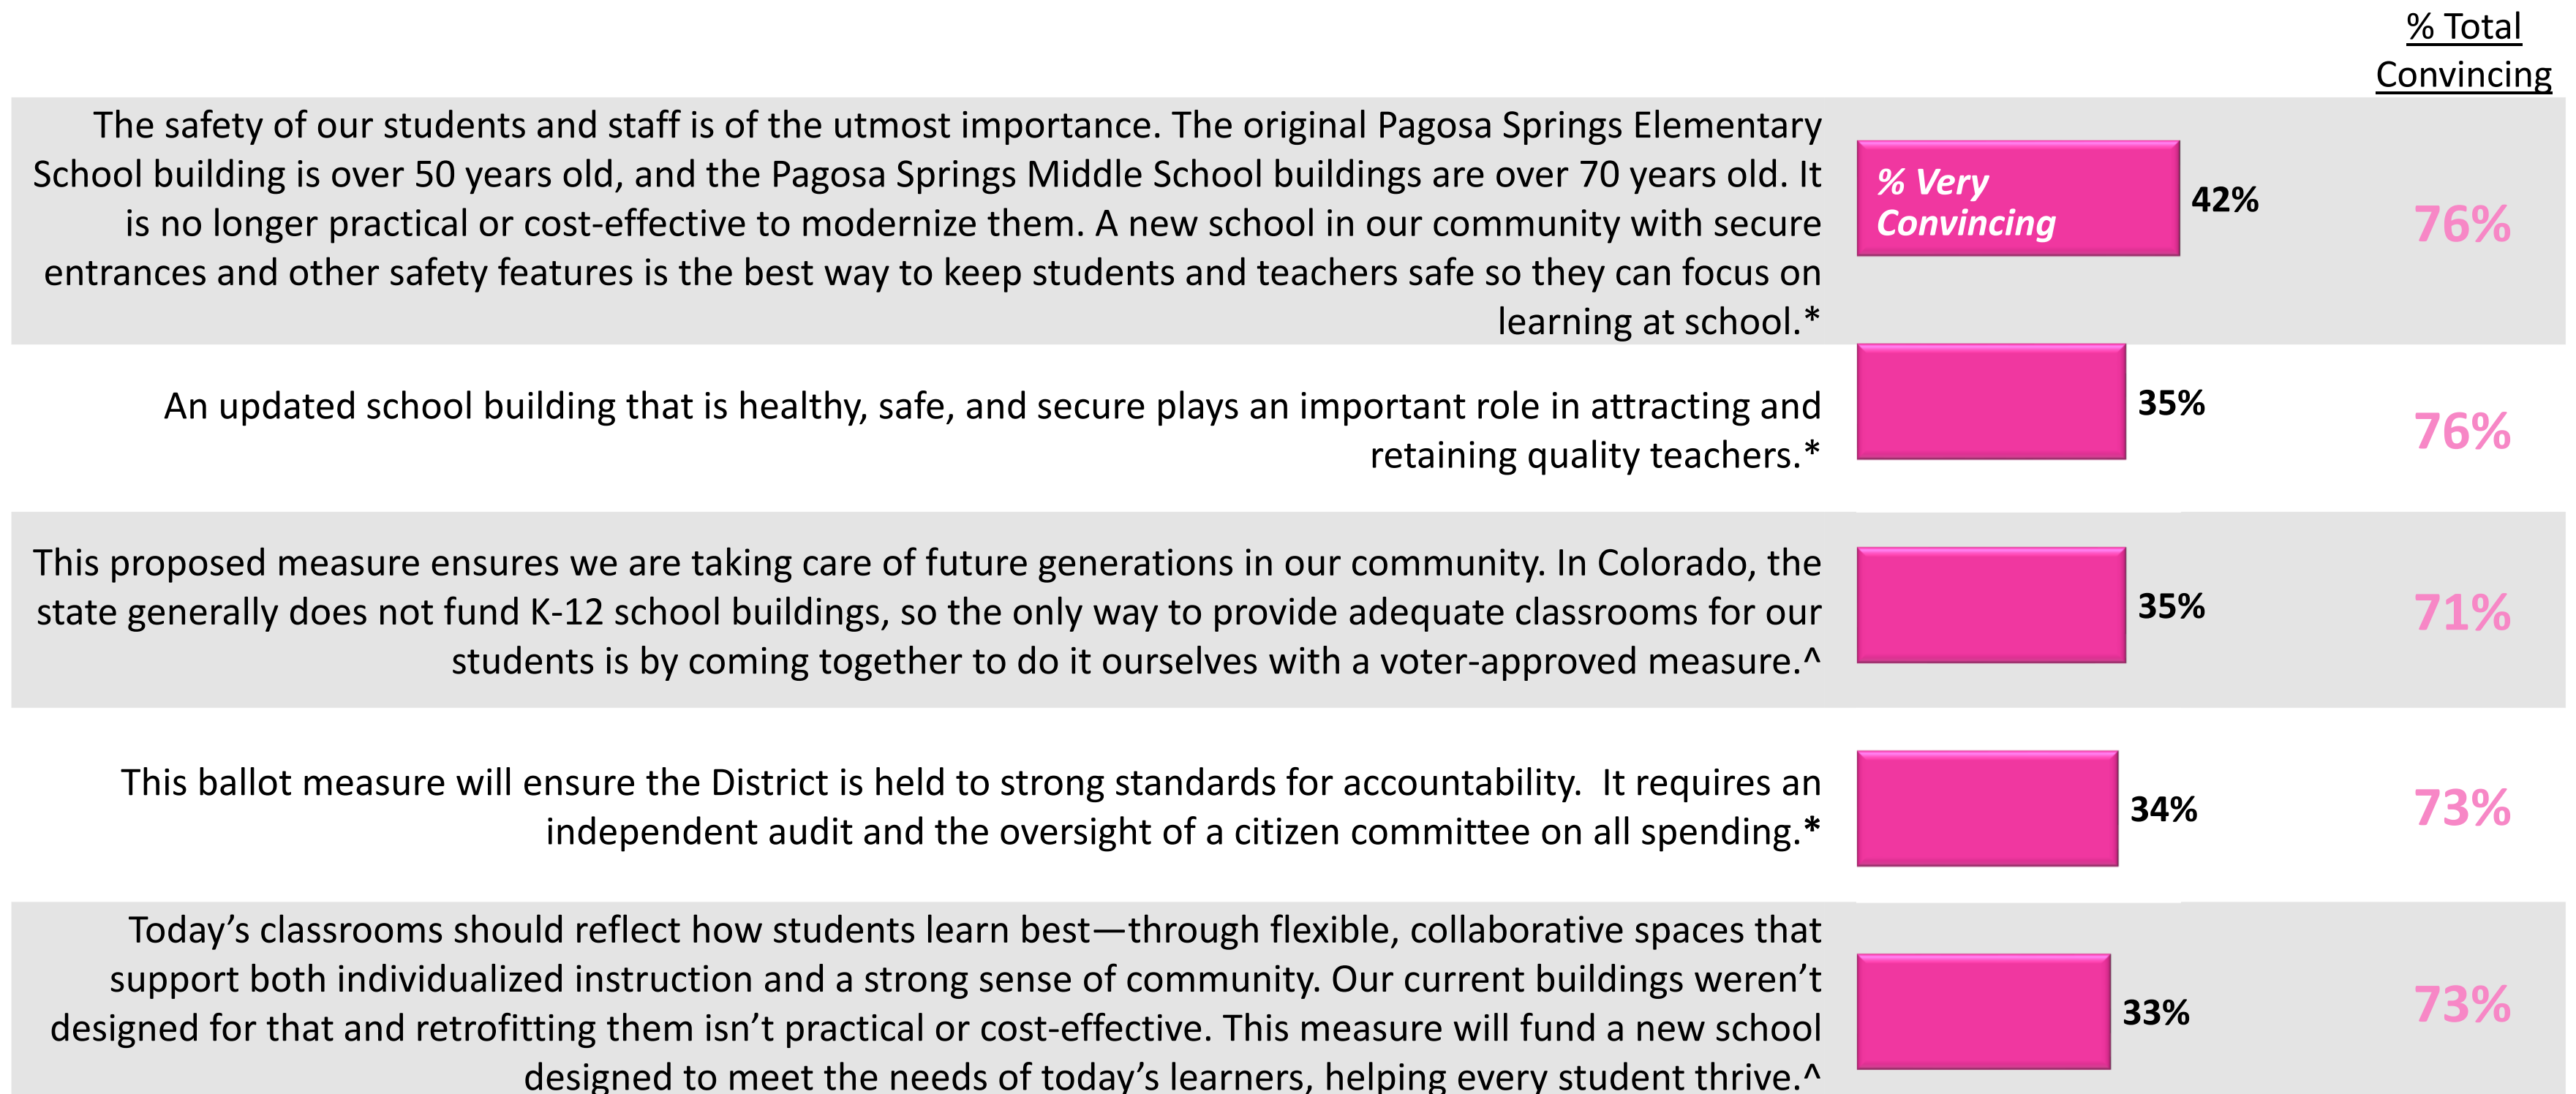 % Total
Convincing
The safety of our students and staff is of the utmost importance. The original Pagosa Springs Elementary
School building is over 50 years old, and the Pagosa Springs Middle School buildings are over 70 years old. It
is no longer practical or cost-effective to modernize them. A new school in our community with secure
entrances and other safety features is the best way to keep students and teachers safe so they can focus on
learning at school.*
% Very
Convincing
42%
76%
An updated school building that is healthy, safe, and secure plays an important role in attracting and
retaining quality teachers.*
35%
76%
This proposed measure ensures we are taking care of future generations in our community. In Colorado, the
state generally does not fund K-12 school buildings, so the only way to provide adequate classrooms for our
students is by coming together to do it ourselves with a voter-approved measure.^
35%
71%
This ballot measure will ensure the District is held to strong standards for accountability.  It requires an
independent audit and the oversight of a citizen committee on all spending.*
34%
73%
Today’s classrooms should reflect how students learn best—through flexible, collaborative spaces that
support both individualized instruction and a strong sense of community. Our current buildings weren’t
designed for that and retrofitting them isn’t practical or cost-effective. This measure will fund a new school
designed to meet the needs of today’s learners, helping every student thrive.^
33%
73%